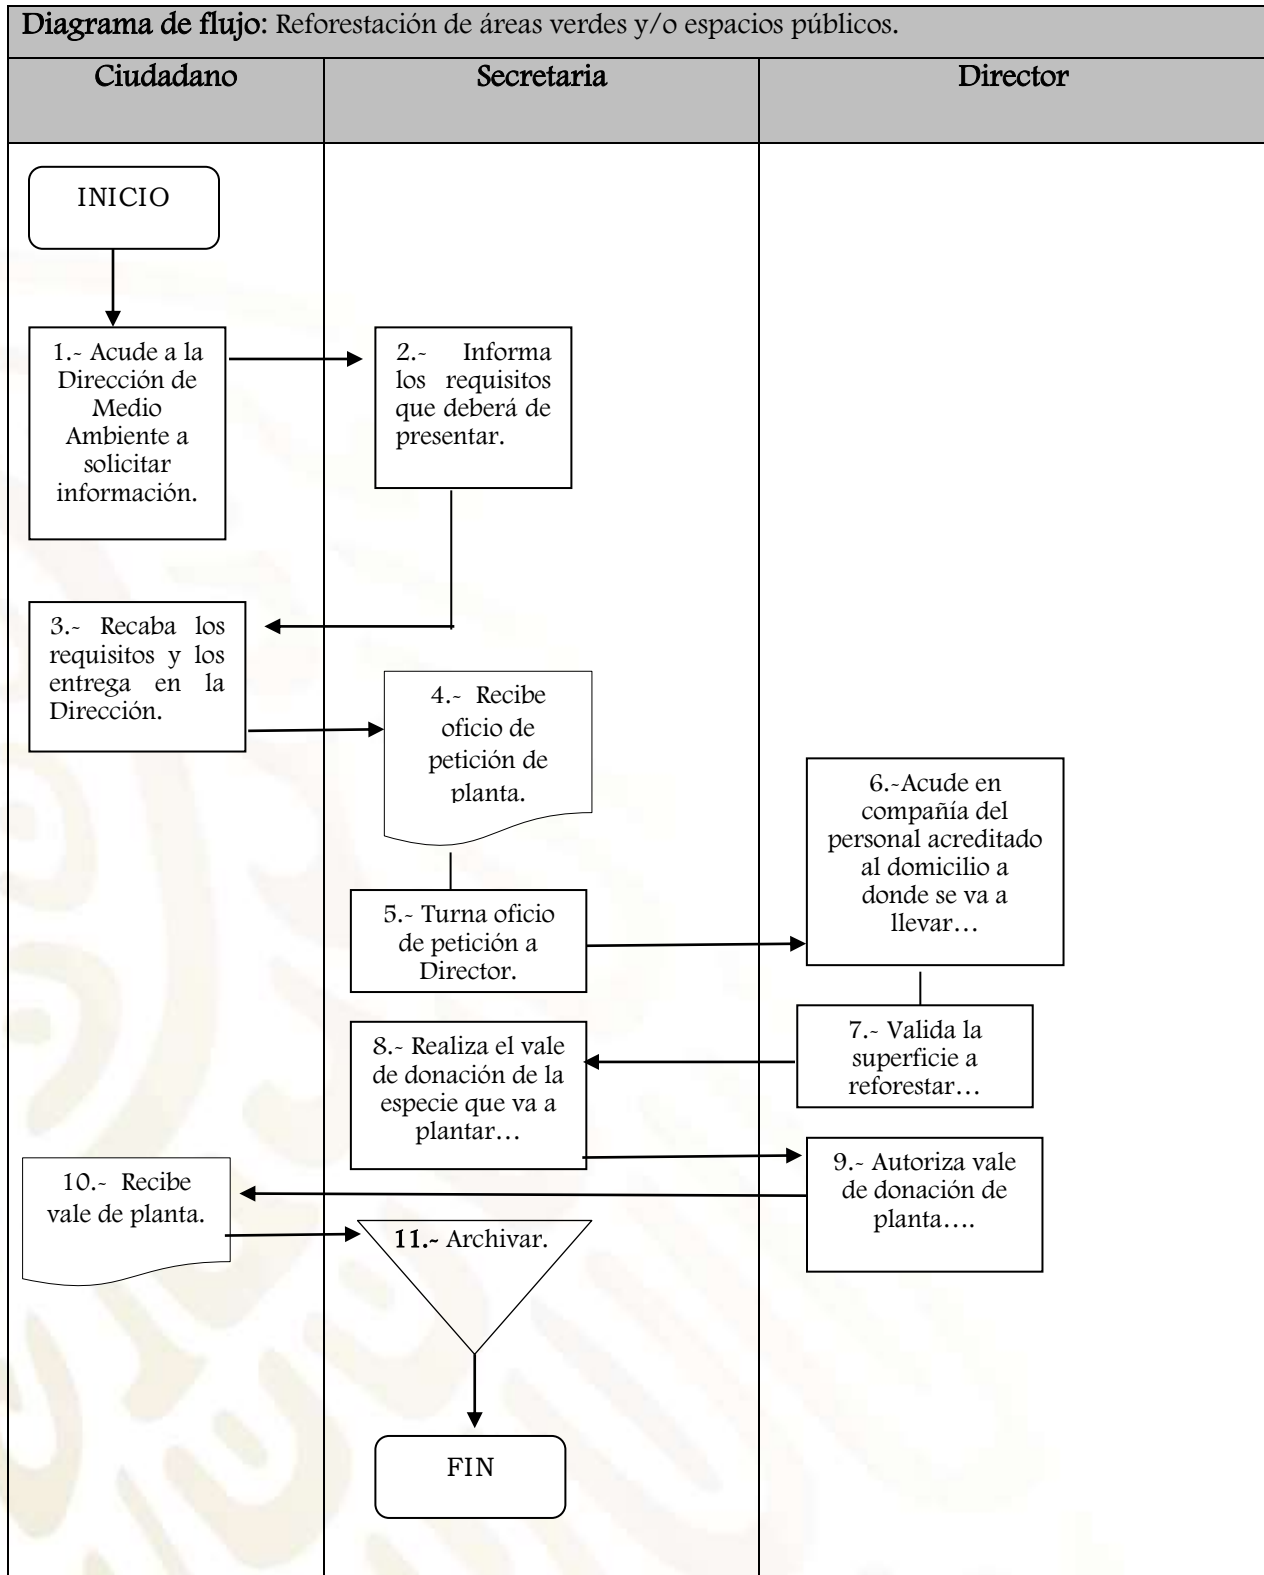 Diagrama de flujo: Reforestación de áreas verdes y/o espacios públicos.
Ciudadano
Secretaria
Director
INICIO
1.- Acude a la
Dirección de
Medio
Ambiente a
solicitar
información.
2.- Informa
los requisitos
que deberá de
presentar.
3.- Recaba los
requisitos y los
entrega en la
Dirección.
4.- Recibe
oficio de
petición de
planta.
5.- Turna oficio
de petición a
Director.
6.-Acude en
compañía del
personal acreditado
al domicilio a
donde se va a
llevar…
7.- Valida la
superficie a
reforestar…
8.- Realiza el vale
de donación de la
especie que va a
plantar…
9.- Autoriza vale
de donación de
planta….
10.- Recibe
vale de planta.
11.- Archivar.
FIN